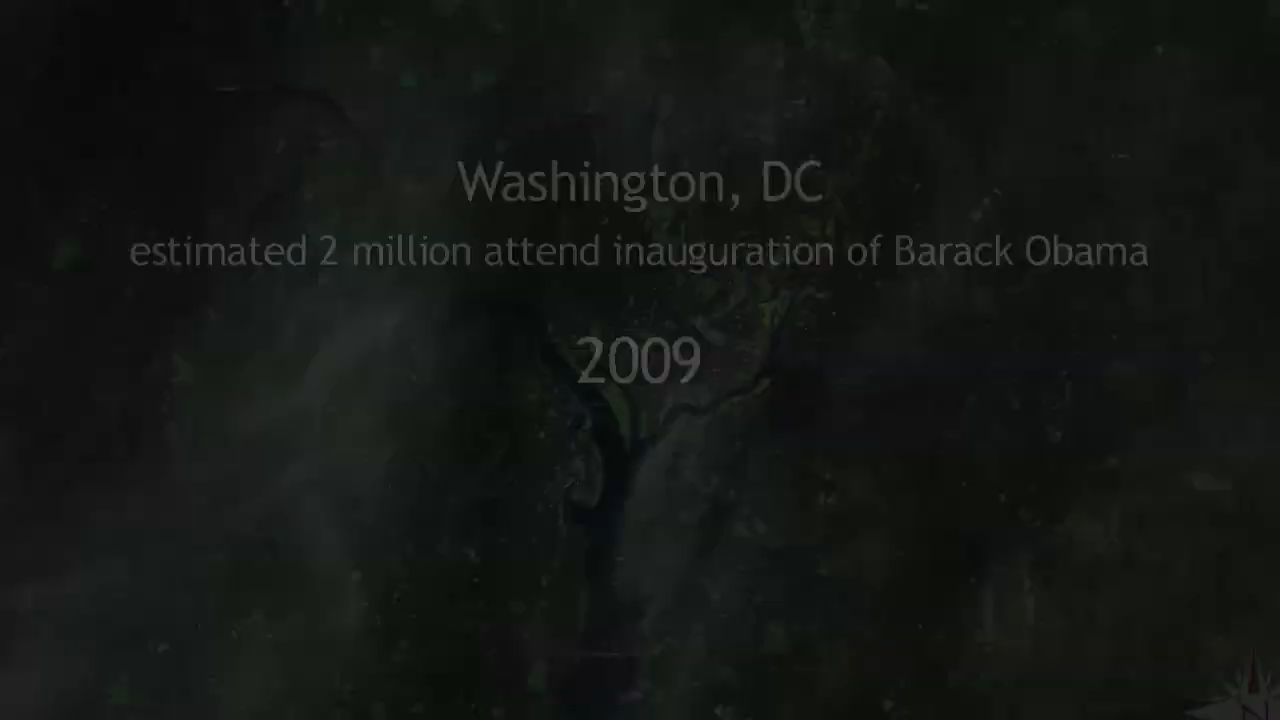 Washington, DC
estimated 2 million attend inauguration of Barack Obama
2009